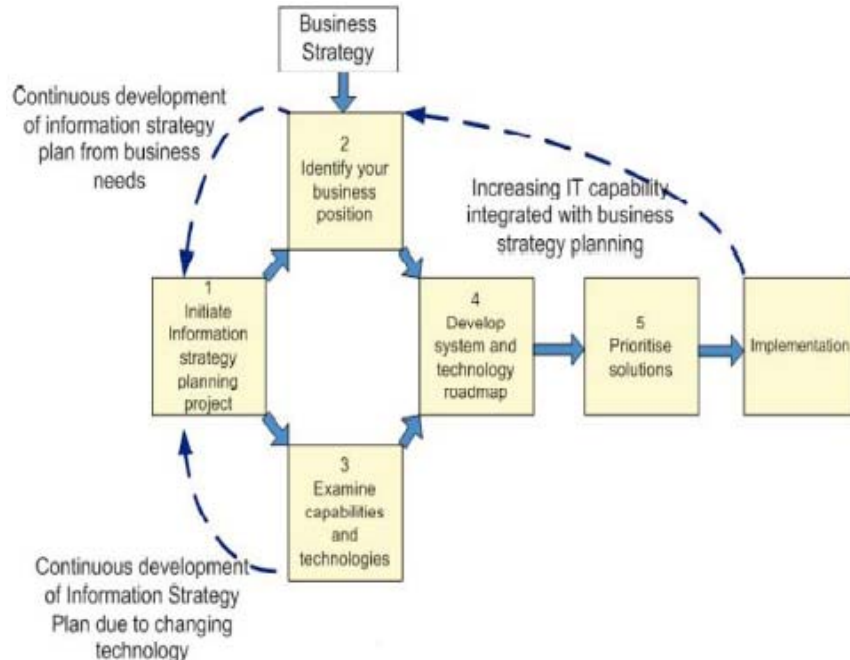 Business
Strategy
Continuous development
of information strategy
plan from business
needs
2
Identify your
business
position
Increasing IT capability
integrated with business
strategy planning
1
Initiate
Information
strategy
planning
project
4
Develop
system and
technology
roadmap
5
Prioritise
solutions
Implementation
3
Examine
capabilities
and
technologies
Continuous development
of Information Strategy
Plan due to changing
technology